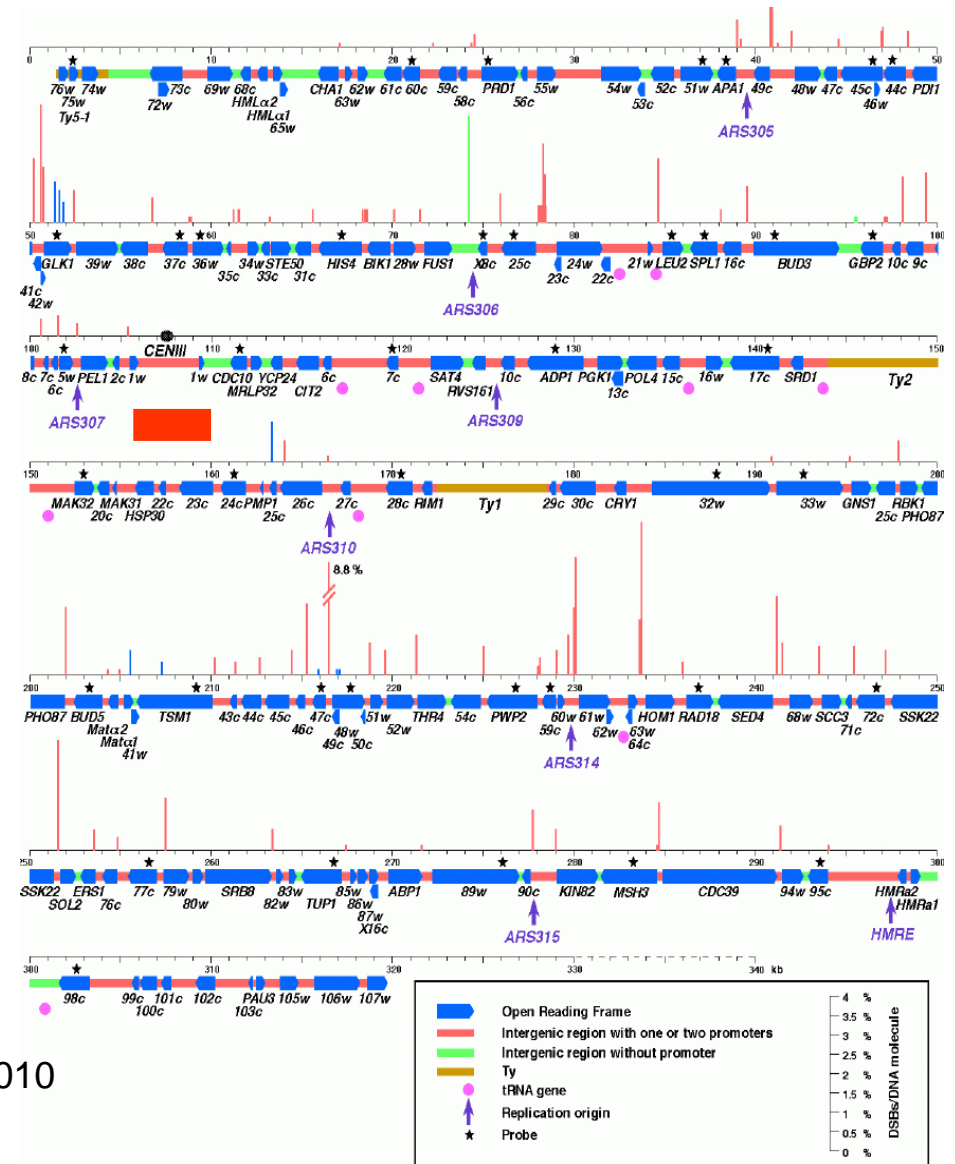 0 10 20 30 40 50
76w 74w 73c 69w 68c CHA1 62w 61c 60c 59c PRD1 55w 54w 52c 51w APA1 49c 48w 47c 45c 44c PDI1
75w 72w HMLα2 63w 58c 56c 53c 46w
Ty5-1 HMLα1
65w
ARS305
50 60 70 80 90 100
GLK1 39w 38c 37c 36w 34w STE50 HIS4 BIK1 28w FUS1 X8c 25c 24w 21w LEU2 SPL1 16c BUD3 GBP2 10c 9c
41c 35c 33c 31c 23c 22c
42w
ARS306
100 CENIII 110 120 130 140 150
8c 7c 5w PEL1 2c 1w 1w CDC10 YCP24 6c 7c SAT4 10c ADP1 PGK1 POL4 15c 16w 17c SRD1 Ty2
6c MRLP32 CIT2 RVS161 13c
ARS307 ARS309
150 160 170 180 190 200
MAK32 MAK31 22c 23c 24c PMP1 26c 27c 28c RIM1 Ty1 29c 30c CRY1 32w 33w GNS1 RBK1
20c HSP30 25c 25c PHO87
ARS310
8.8 %
200 210 220 230 240 250
PHO87 BUD5 TSM1 43c 44c 45c 47c 51w THR4 54c PWP2 60w 61w HOM1 RAD18 SED4 68w SCC3 72c SSK22
Matα2 46c 48w 52w 59c 62w 63w 71c
Matα1 49c 50c 64c
41w
ARS314
250 260 270 280 290 300
SSK22 ERS1 77c 79w SRB8 83w 85w ABP1 89w 90c KIN82 MSH3 CDC39 94w 95c HMRa2
SOL2 76c 80w 82w TUP1 86w HMRa1
87w
X16c
ARS315 HMRE
300 310 320 330 340 kb
98c 99c 101c 102c PAU3 105w 106w 107w
100c 103c
010
Open Reading Frame
Intergenic region with one or two promoters
Intergenic region without promoter
Ty
tRNA gene
Replication origin
Probe
4 %
3.5 %
3 %
2.5 %
2 %
1.5 %
1 %
0.5 %
0 %
DSBs/DNA molecule